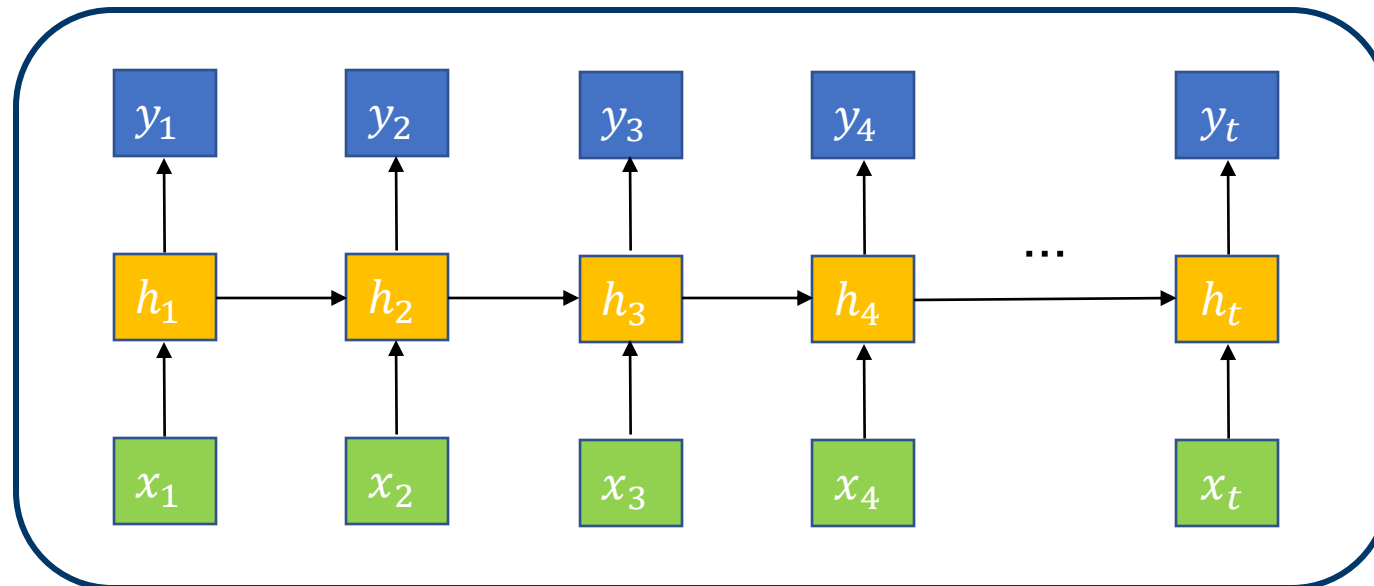 y₁ y₂ y₃ y₄ yₜ
...
h₁ h₂ h₃ h₄ hₜ
x₁ x₂ x₃ x₄ xₜ